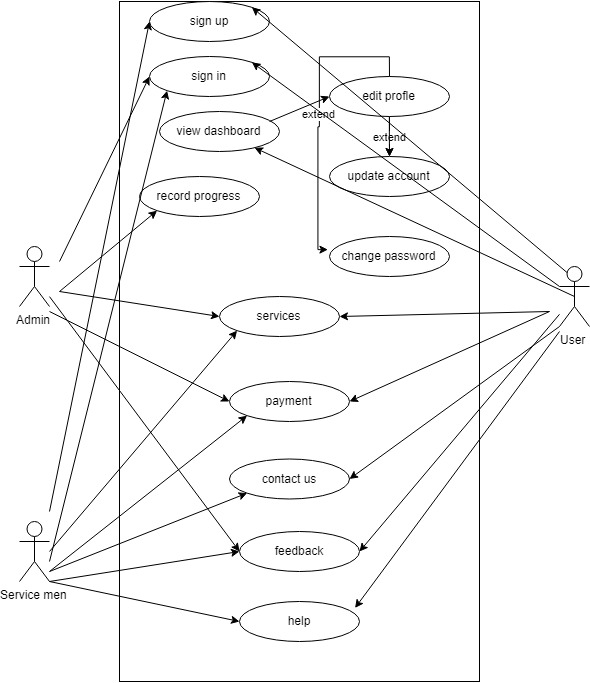 sign up
sign in
edit profle
extend
view dashboard
extend
update account
record progress
change password
Admin
services
User
payment
contact us
feedback
Service men
help